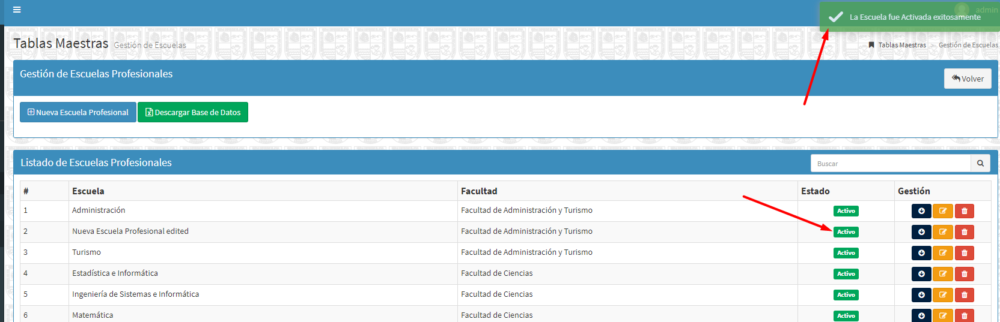 admin
La Escuela fue Activada exitosamente
Tablas Maestras Gestión de Escuelas
Tablas Maestras > Gestión de Escuelas
Gestión de Escuelas Profesionales
Volver
Nueva Escuela Profesional Descargar Base de Datos
Listado de Escuelas Profesionales
Buscar
# Escuela Facultad Estado Gestión
1 Administración Facultad de Administración y Turismo Activo
2 Nueva Escuela Profesional edited Facultad de Administración y Turismo Activo
3 Turismo Facultad de Administración y Turismo Activo
4 Estadística e Informática Facultad de Ciencias Activo
5 Ingeniería de Sistemas e Informática Facultad de Ciencias Activo
6 Matemática Facultad de Ciencias Activo